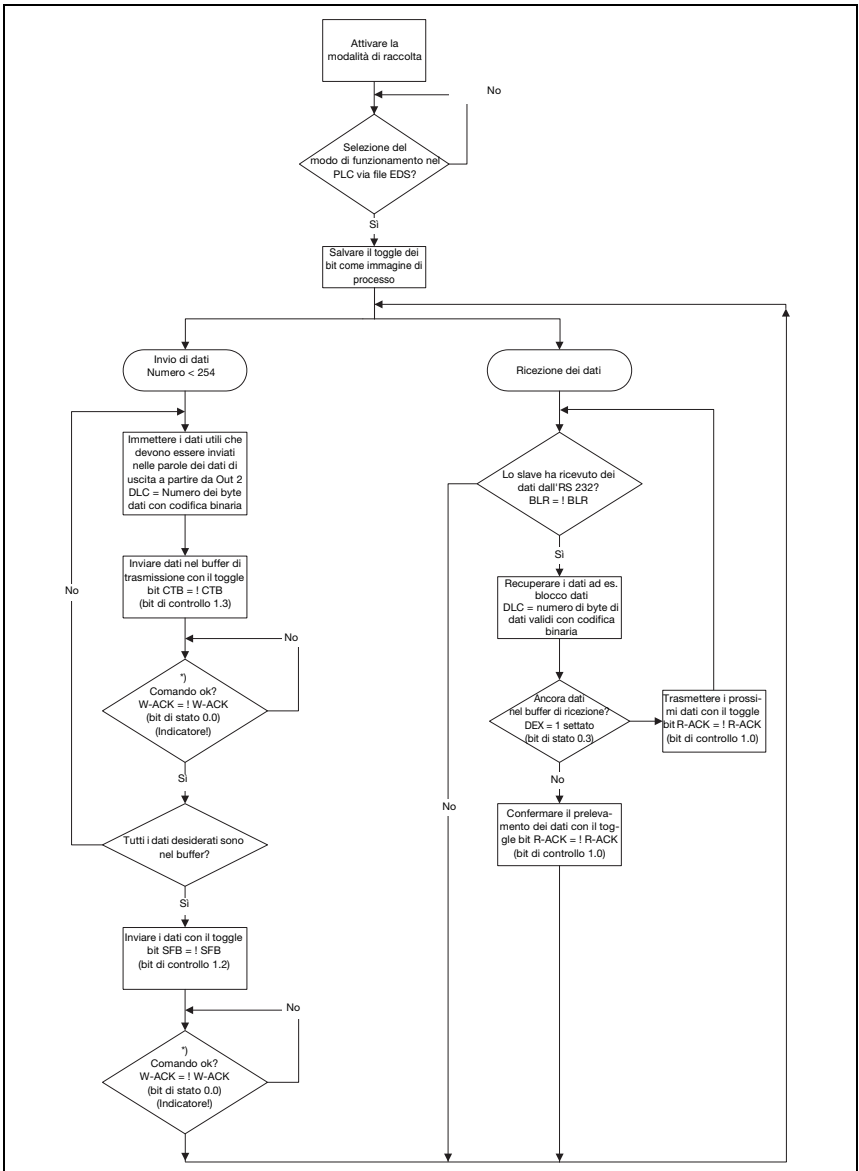 Attivare la
modalità di raccolta
No
Selezione del
modo di funzionamento nel
PLC via file EDS?
Sì
Salvare il toggle dei
bit come immagine di
processo
Invio di dati
Numero < 254
Immettere i dati utili che
devono essere inviati
nelle parole dei dati di
uscita a partire da Out 2
DLC = Numero dei byte
dati con codifica binaria
Inviare dati nel buffer di
trasmissione con il toggle
bit CTB = ! CTB
(bit di controllo 1.3)
No
No
*)
Comando ok?
W-ACK = ! W-ACK
(bit di stato 0.0)
(Indicatore!)
Sì
Tutti i dati desiderati sono
nel buffer?
Sì
Inviare i dati con il toggle
bit SFB = ! SFB
(bit di controllo 1.2)
No
*)
Comando ok?
W-ACK = ! W-ACK
(bit di stato 0.0)
(Indicatore!)
Ricezione dei dati
Lo slave ha ricevuto dei
dati dall'RS 232?
BLR = ! BLR
Sì
Recuperare i dati ad es.
blocco dati
DLC = numero di byte di
dati validi con codifica
binaria
Ancora dati
nel buffer di ricezione?
DEX = 1 settato
(bit di stato 0.3)
Trasmettere i prossi-
mi dati con il toggle
bit R-ACK = ! R-ACK
(bit di controllo 1.0)
No
No
Confermare il preleva-
mento dei dati con il tog-
gle bit R-ACK = ! R-ACK
(bit di controllo 1.0)